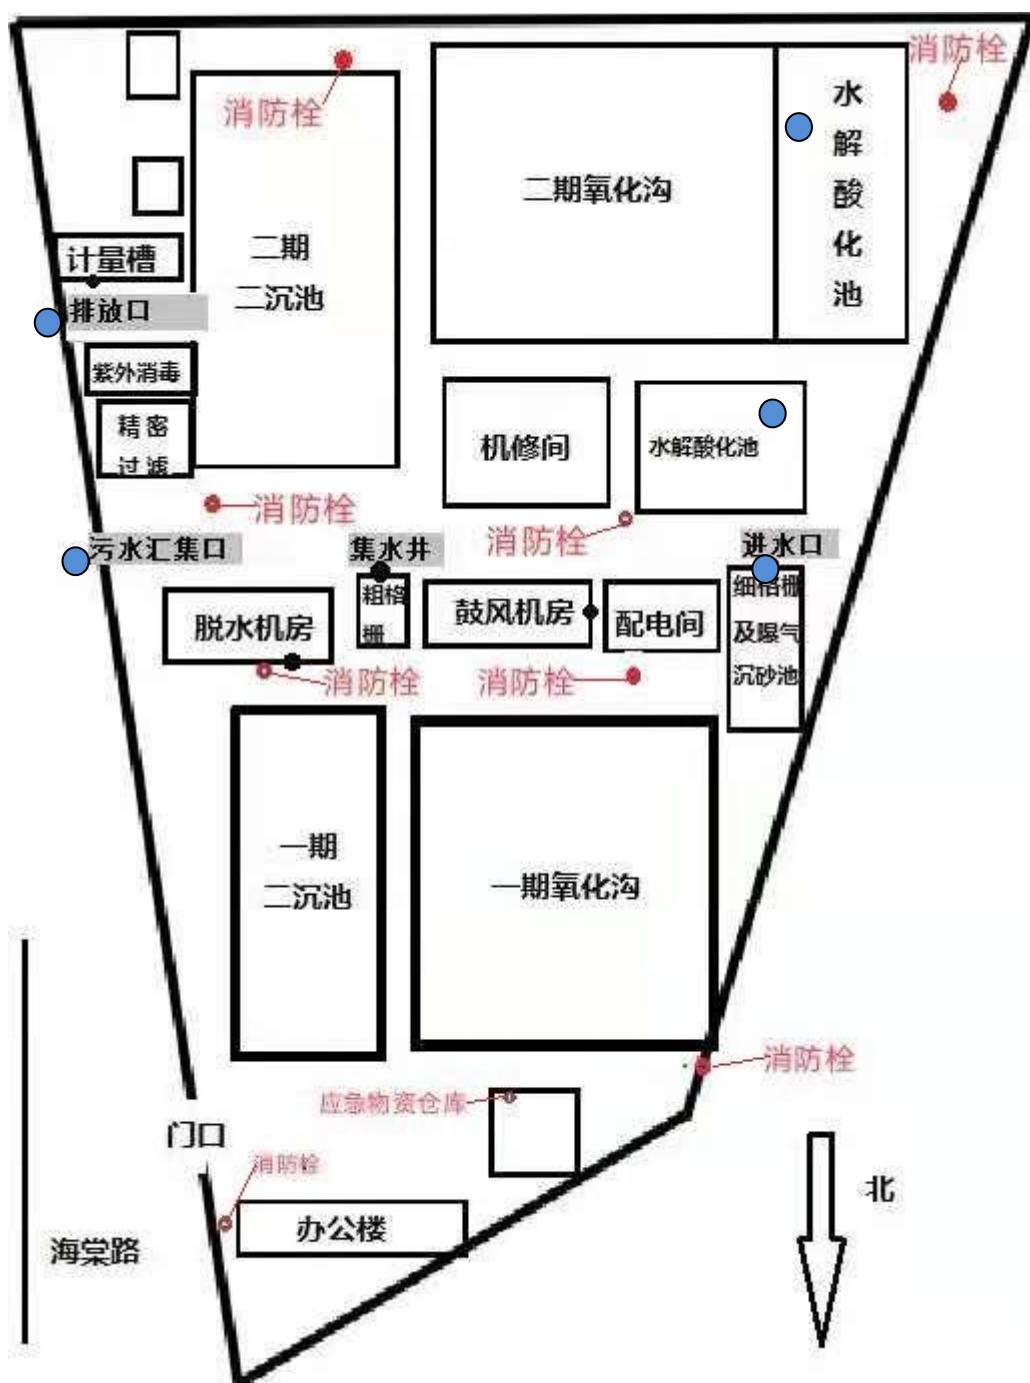 消防栓
消防栓
水
解
酸
化
池
二期氧化沟
二期
二沉池
计量槽
排放口
紫外消毒
精密
过滤
机修间
水解酸化池
消防栓
消防栓
污水汇集口
集水井
进水口
粗格
栅
细格栅
及曝气
沉砂池
脱水机房
鼓风机房
配电间
消防栓
消防栓
一期
二沉池
一期氧化沟
消防栓
应急物资仓库
门口
消防栓
办公楼
海棠路
北